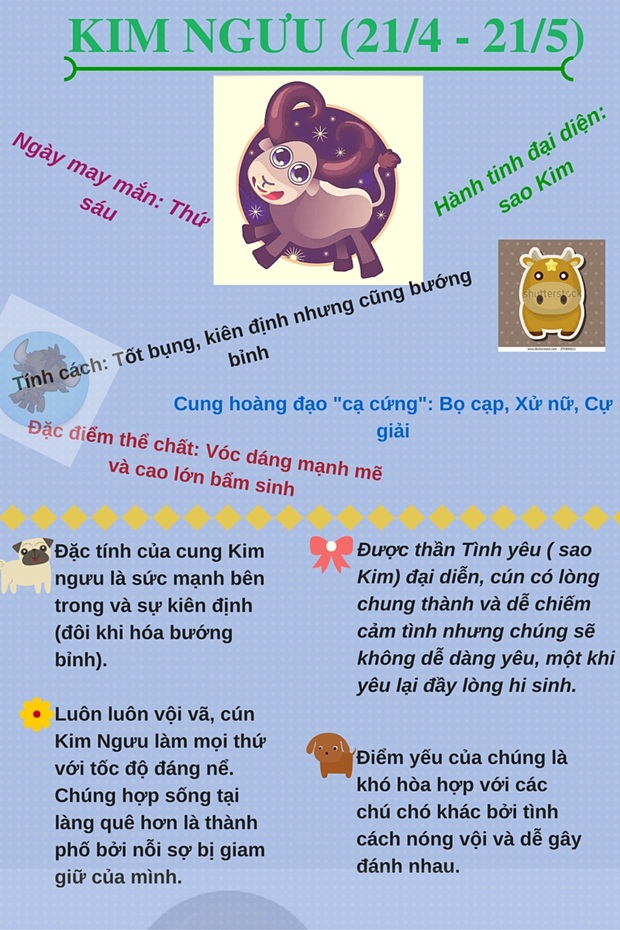 KIM NGƯU (21/4 - 21/5)
Ngày may mắn: Thứ
sáu
Hành tinh đại diện:
sao Kim
shutterstock
Tính cách: Tốt bụng, kiên định nhưng cũng bướng
bỉnh
Cung hoàng đạo "cạ cứng": Bọ cạp, Xử nữ, Cự
giải
Đặc điểm thể chất: Vóc dáng mạnh mẽ
và cao lớn bẩm sinh
Đặc tính của cung Kim
ngưu là sức mạnh bên
trong và sự kiên định
(đôi khi hóa bướng
bỉnh).
Được thần Tình yêu ( sao
Kim) đại diễn, cún có lòng
chung thành và dễ chiếm
cảm tình nhưng chúng sẽ
không dễ dàng yêu, một khi
yêu lại đầy lòng hi sinh.
Luôn luôn vội vã, cún
Kim Ngưu làm mọi thứ
với tốc độ đáng nể.
Chúng hợp sống tại
làng quê hơn là thành
phố bởi nỗi sợ bị giam
giữ của mình.
Điểm yếu của chúng là
khó hòa hợp với các
chú chó khác bởi tình
cách nóng vội và dễ gây
đánh nhau.